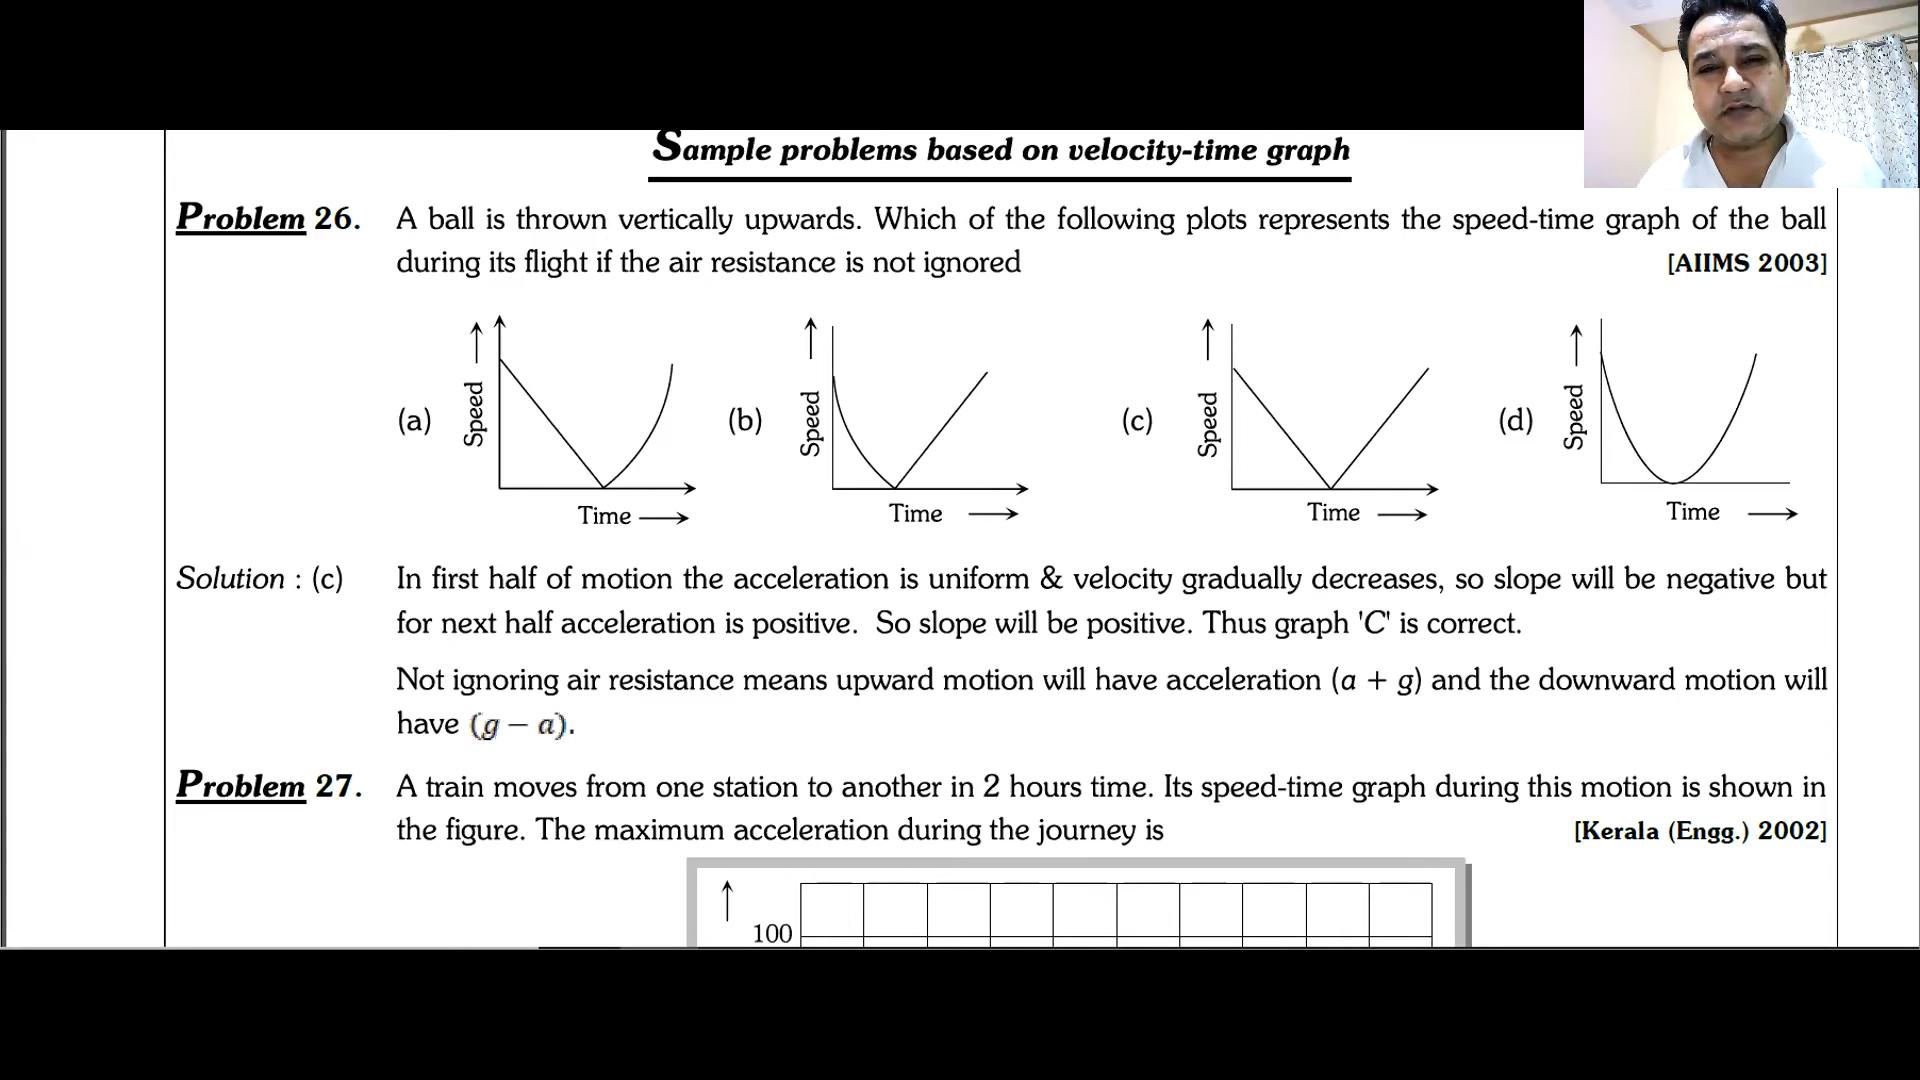 Sample problems based on velocity-time graph
Problem 26. A ball is thrown vertically upwards. Which of the following plots represents the speed-time graph of the ball
during its flight if the air resistance is not ignored [AIIMS 2003]
(a) Speed Time
(b) Speed Time
(c) Speed Time
(d) Speed Time
Solution : (c) In first half of motion the acceleration is uniform & velocity gradually decreases, so slope will be negative but
for next half acceleration is positive. So slope will be positive. Thus graph 'C' is correct.
Not ignoring air resistance means upward motion will have acceleration (a + g) and the downward motion will
have (g − a).
Problem 27. A train moves from one station to another in 2 hours time. Its speed-time graph during this motion is shown in
the figure. The maximum acceleration during the journey is [Kerala (Engg.) 2002]
100